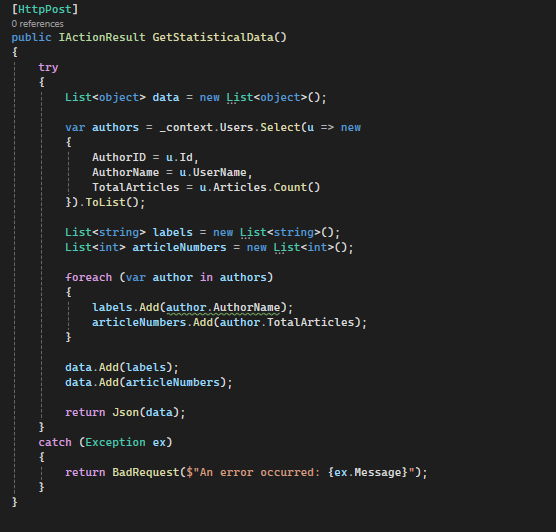 [HttpPost]
0 references
public IActionResult GetStatisticalData()
{
try
{
List<object> data = new List<object>();
var authors = _context.Users.Select(u => new
{
AuthorID = u.Id,
AuthorName = u.UserName,
TotalArticles = u.Articles.Count()
}).ToList();
List<string> labels = new List<string>();
List<int> articleNumbers = new List<int>();
foreach (var author in authors)
{
labels.Add(author.AuthorName);
articleNumbers.Add(author.TotalArticles);
}
data.Add(labels);
data.Add(articleNumbers);
return Json(data);
}
catch (Exception ex)
{
return BadRequest($"An error occurred: {ex.Message}");
}
}